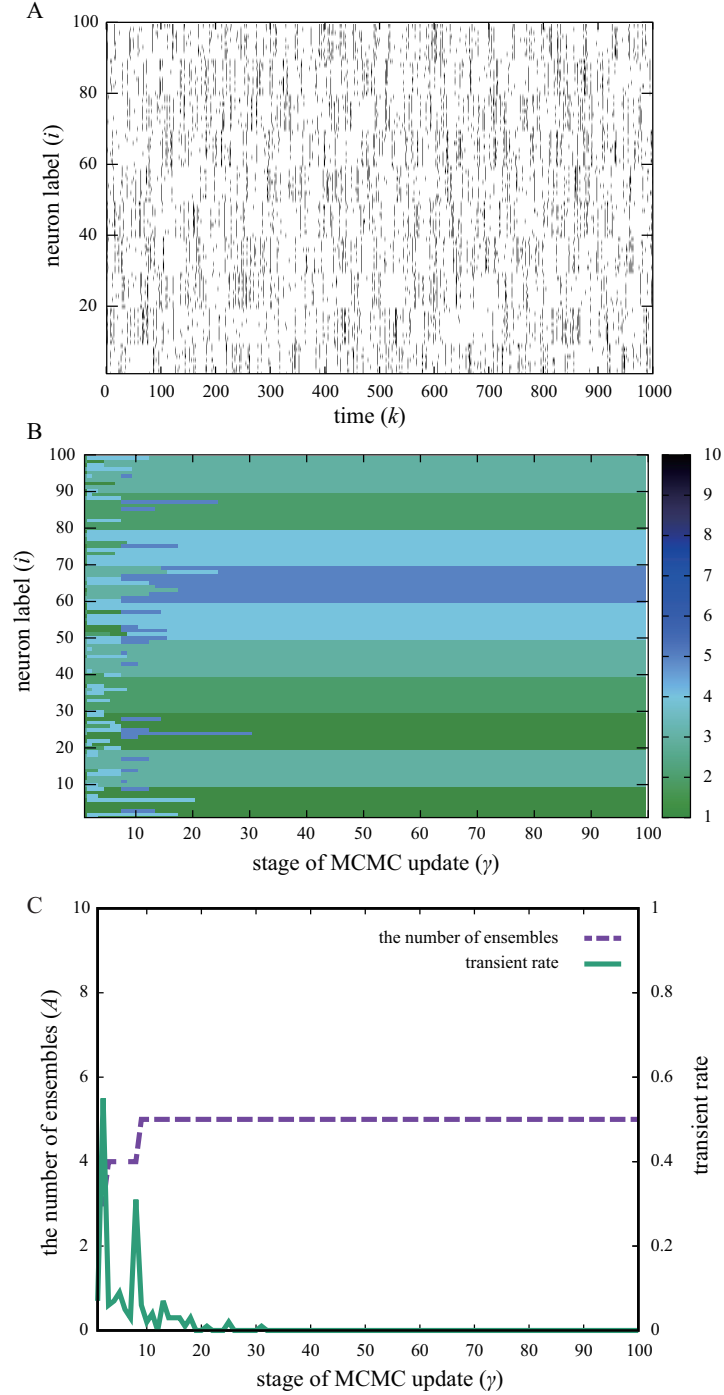 A
100
80
60
40
20
neuron label (i)
0 100 200 300 400 500 600 700 800 900 1000
time (k)
B
100
90
80
70
60
50
40
30
20
10
neuron label (i)
10 20 30 40 50 60 70 80 90 100
stage of MCMC update (γ)
10
9
8
7
6
5
4
3
2
1
C
10
8
6
4
2
0
the number of ensembles (A)
the number of ensembles
transient rate
1
0.8
0.6
0.4
0.2
0
transient rate
10 20 30 40 50 60 70 80 90 100
stage of MCMC update (γ)